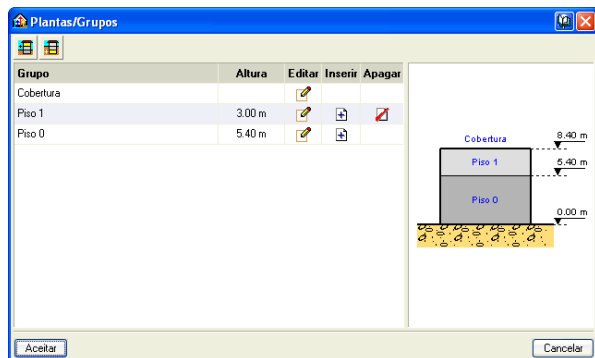 Plantas/Grupos
Grupo Altura Editar Inserir Apagar
Cobertura
Piso 1 3.00 m
Piso 0 5.40 m
Cobertura 8.40 m
Piso 1 5.40 m
Piso 0
0.00 m
Aceitar Cancelar